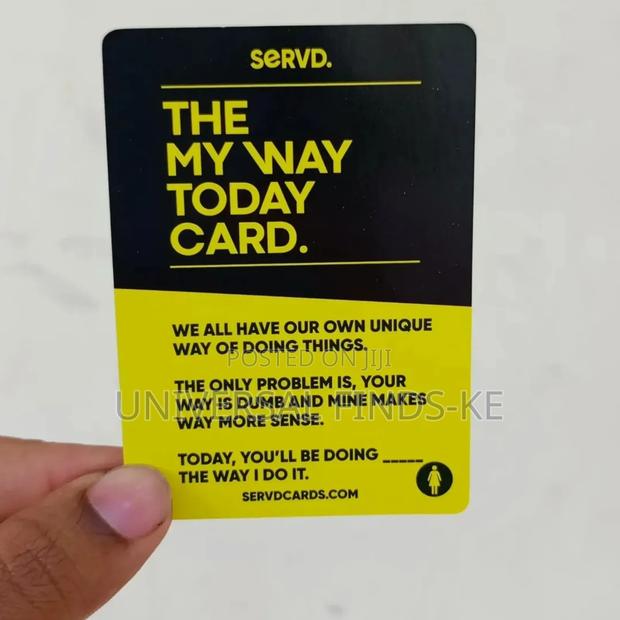 SERVD.
THE
MY WAY
TODAY
CARD.
WE ALL HAVE OUR OWN UNIQUE
WAY OF DOING THINGS.
POSTED ON JIJI
THE ONLY PROBLEM IS, YOUR
WAY IS DUMB AND MINE MAKES
UNIVERSAL FINDS-KE
WAY MORE SENSE.
TODAY, YOU'LL BE DOING _____
THE WAY I DO IT.
SERVDCARDS.COM